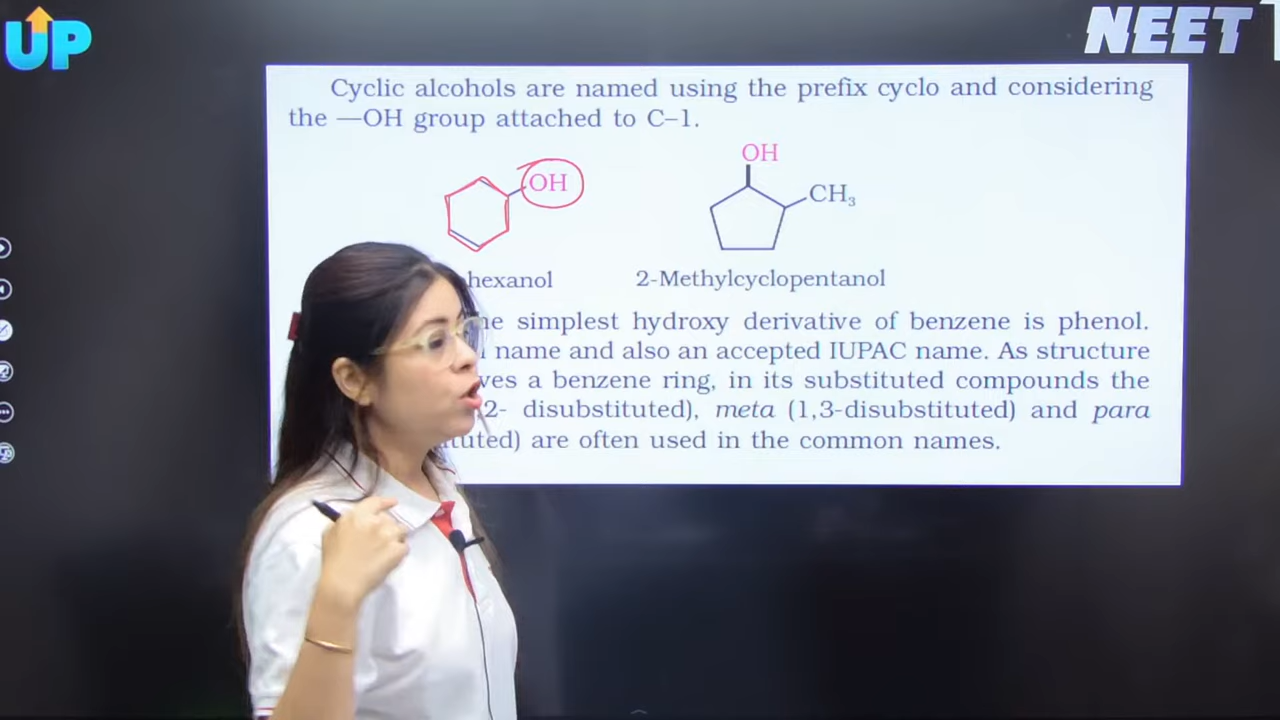 UP
NEET
Cyclic alcohols are named using the prefix cyclo and considering
the —OH group attached to C–1.
OH
OH
CH₃
hexanol
2-Methylcyclopentanol
simplest hydroxy derivative of benzene is phenol.
name and also an accepted IUPAC name. As structure
a benzene ring, in its substituted compounds the
2- disubstituted), meta (1,3-disubstituted) and para
are often used in the common names.